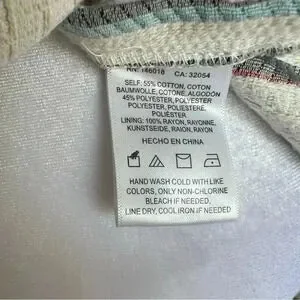 RN: 146018 CA: 32054
SELF: 55% COTTON, COTON
BAUMWOLLE, COTONE, ALGODÓN
45% POLYESTER, POLYESTER
POLYESTER, POLIESTERE,
POLIÉSTER
LINING: 100% RAYON, RAYONNE,
KUNSTSEIDE, RAION, RAYON
HECHO EN CHINA
HAND WASH COLD WITH LIKE
COLORS, ONLY NON-CHLORINE
BLEACH IF NEEDED,
LINE DRY, COOL IRON IF NEEDED